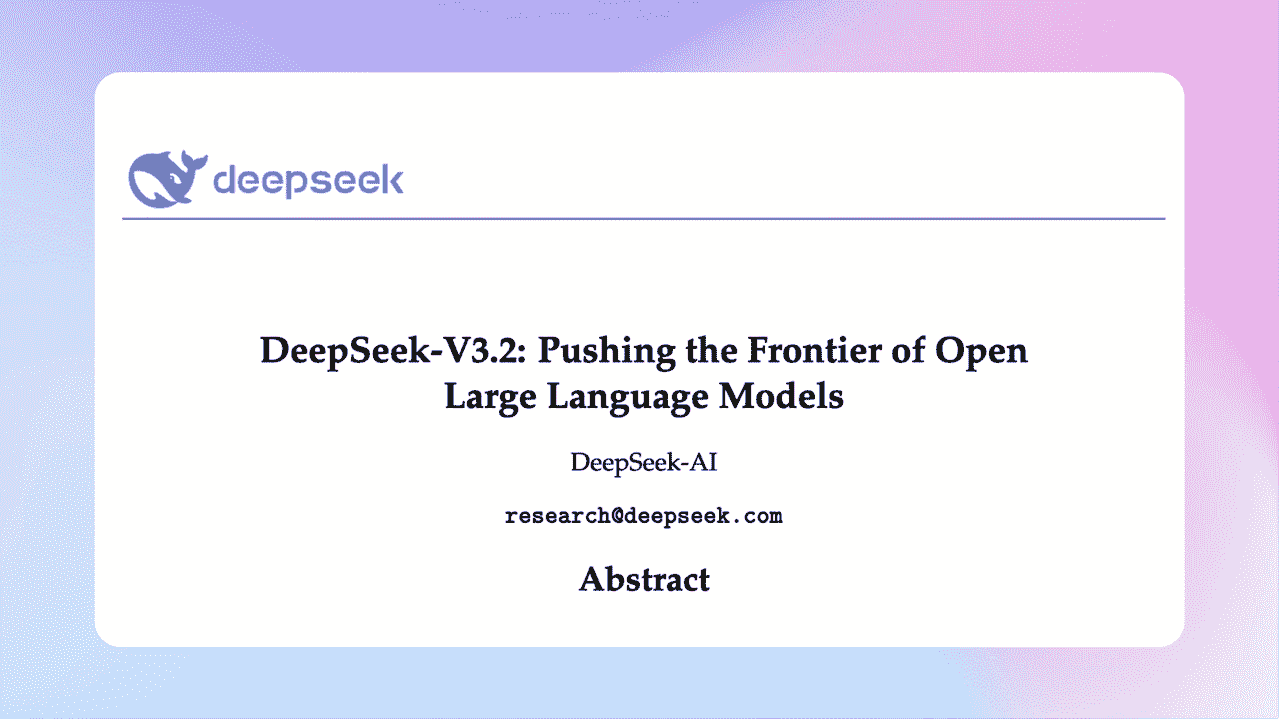 deepseek
DeepSeek-V3.2: Pushing the Frontier of Open
Large Language Models
DeepSeek-AI
research@deepseek.com
Abstract